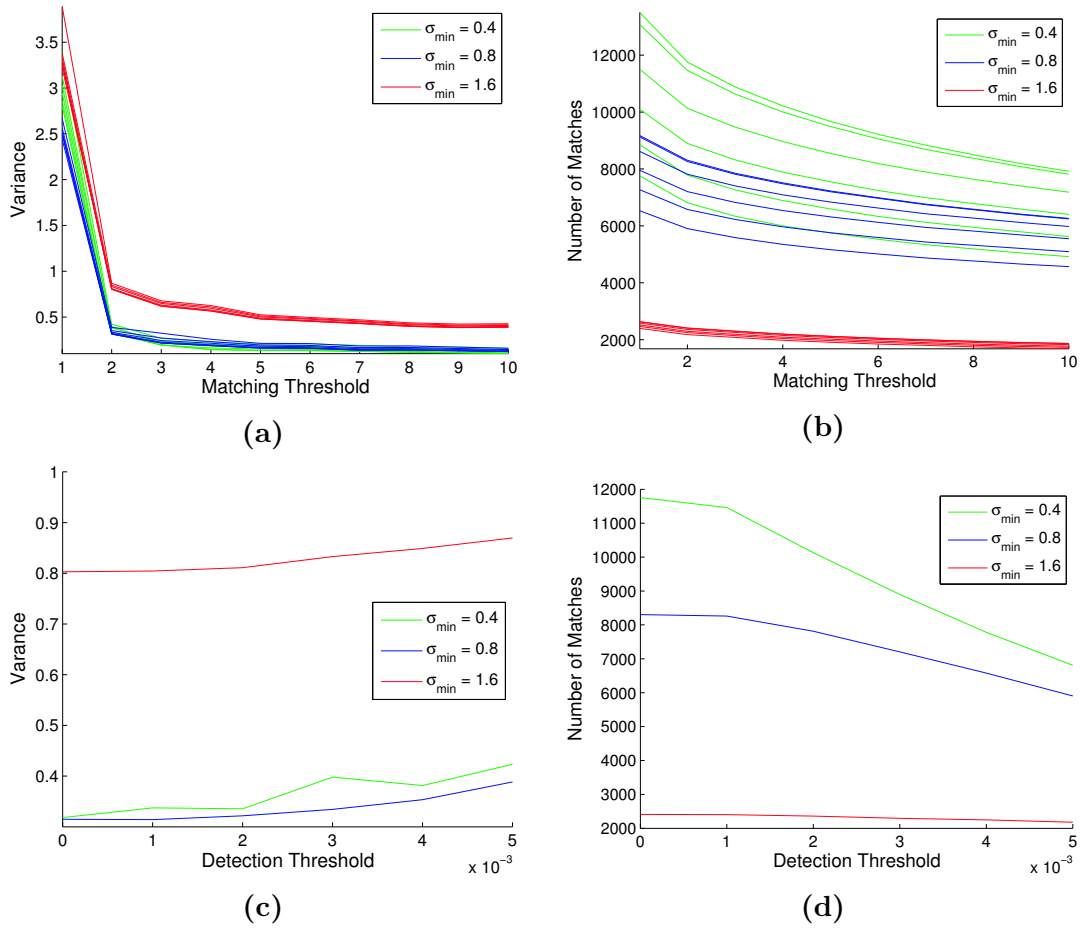 3.5
3
2.5
2
1.5
1
0.5
1 2 3 4 5 6 7 8 9 10
Variance
Matching Threshold
σmin = 0.4
σmin = 0.8
σmin = 1.6
(a)
12000
10000
8000
6000
4000
2000
2 4 6 8 10
Number of Matches
Matching Threshold
σmin = 0.4
σmin = 0.8
σmin = 1.6
(b)
1
0.9
0.8
0.7
0.6
0.5
0.4
0 1 2 3 4 5
x 10⁻³
Varance
Detection Threshold
σmin = 0.4
σmin = 0.8
σmin = 1.6
(c)
12000
11000
10000
9000
8000
7000
6000
5000
4000
3000
2000
0 1 2 3 4 5
x 10⁻³
Number of Matches
Detection Threshold
σmin = 0.4
σmin = 0.8
σmin = 1.6
(d)